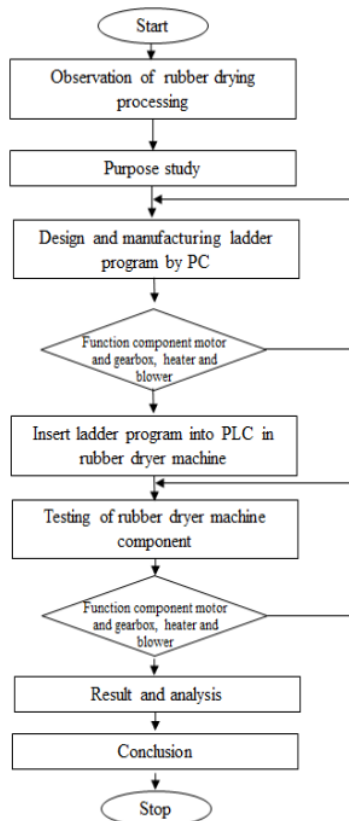 Start
Observation of rubber drying
processing
Purpose study
Design and manufacturing ladder
program by PC
Function component motor
and gearbox, heater and
blower
Insert ladder program into PLC in
rubber dryer machine
Testing of rubber dryer machine
component
Function component motor
and gearbox, heater and
blower
Result and analysis
Conclusion
Stop